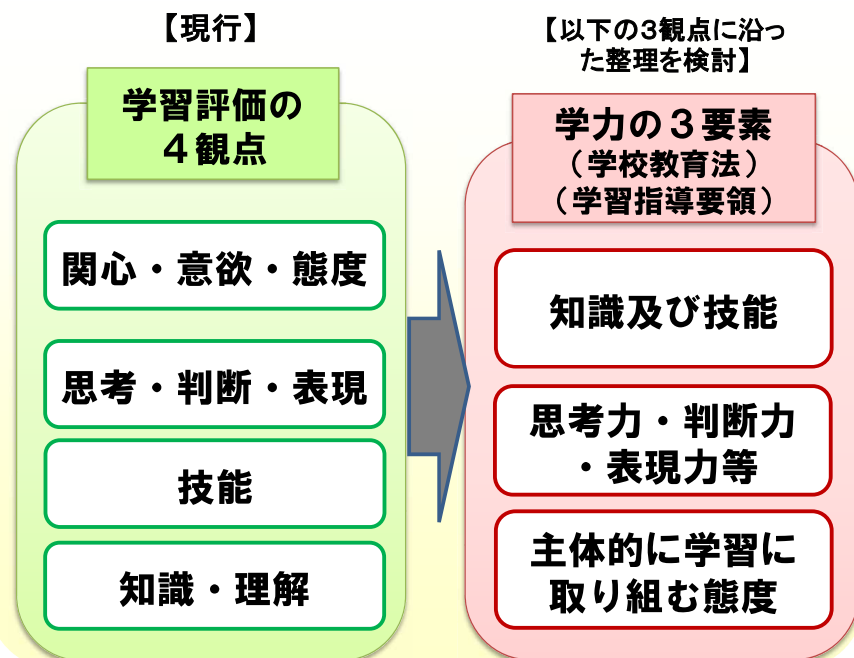 【現行】
学習評価の
４観点
関心・意欲・態度
思考・判断・表現
技能
知識・理解
【以下の3観点に沿っ
た整理を検討】
学力の３要素
（学校教育法）
（学習指導要領）
知識及び技能
思考力・判断力
・表現力等
主体的に学習に
取り組む態度